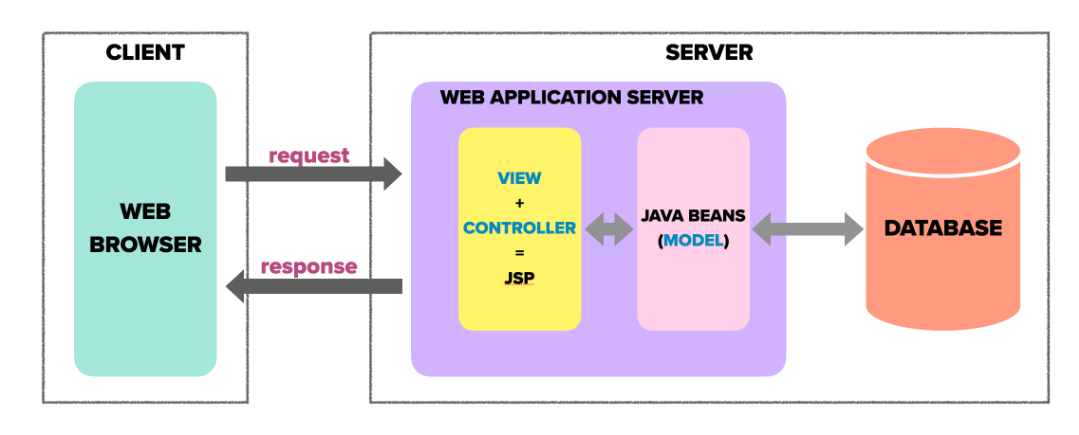 CLIENT
WEB
BROWSER
request
response
SERVER
WEB APPLICATION SERVER
VIEW
+
CONTROLLER
=
JSP
JAVA BEANS
(MODEL)
DATABASE